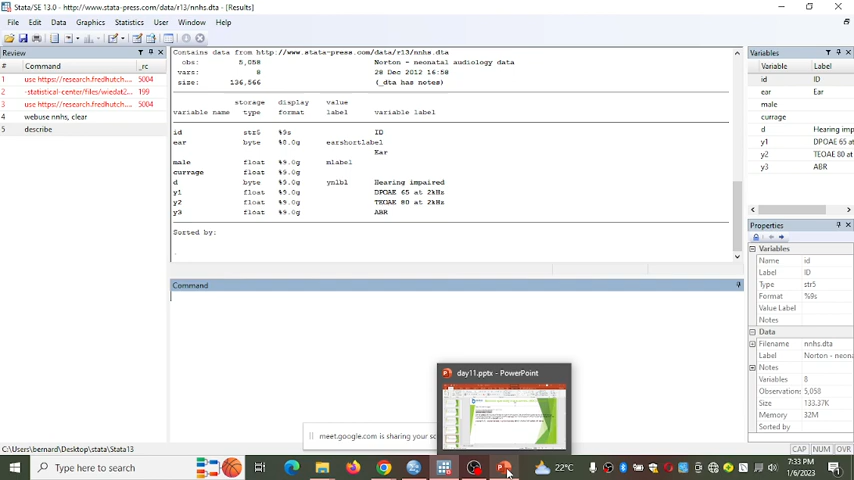 Stata/SE 13.0 - http://www.stata-press.com/data/r13/nnhs.dta - [Results]
File Edit Data Graphics Statistics User Window Help
Review
# Command _rc
1 use https://research.fredhutch.... 5004
2 -statistical-center/files/wiedat2... 199
3 use https://research.fredhutch.... 5004
4 webuse nnhs, clear
5 describe
Contains data from http://www.stata-press.com/data/r13/nnhs.dta
obs: 5,058 Norton - neonatal audiology data
vars: 8 28 Dec 2012 16:58
size: 136,566 (_dta has notes)
storage display value
variable name type format label variable label
id str5 %9s ID
ear byte %8.0g earshortlabel
Ear
male float %9.0g mlabel
currage float %9.0g
d byte %9.0g ynlbl Hearing impaired
y1 float %9.0g DPOAE 65 at 2kHz
y2 float %9.0g TEOAE 80 at 2kHz
y3 float %9.0g ABR
Sorted by:
Command
Variables
Variable Label
id ID
ear Ear
male
currage
d Hearing impa
y1 DPOAE 65 at
y2 TEOAE 80 at
y3 ABR
Properties
Variables
Name id
Label ID
Type str5
Format %9s
Value Label
Notes
Data
Filename nnhs.dta
Label Norton - neona
Notes
Variables 8
Observations 5,058
Size 133.37K
Memory 32M
Sorted by
day11.pptx - PowerPoint
meet.google.com is sharing your sc
C:\Users\bernard\Desktop\stata\Stata13
CAP NUM OVR
Type here to search
22°C
7:33 PM
1/6/2023